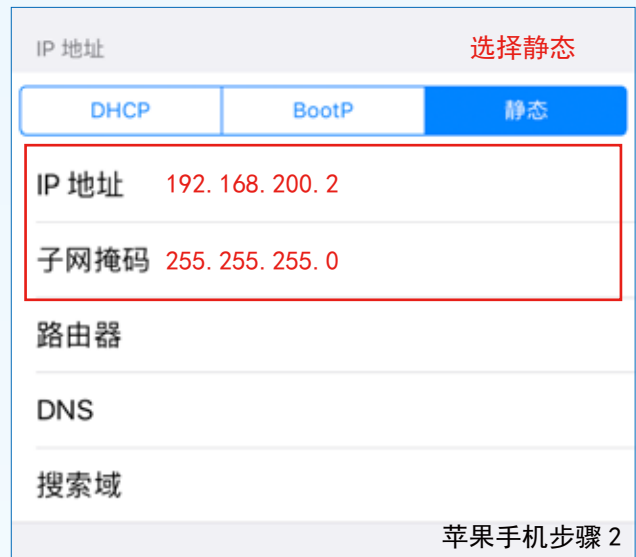 IP 地址 选择静态
DHCP BootP 静态
IP 地址 192.168.200.2
子网掩码 255.255.255.0
路由器
DNS
搜索域
苹果手机步骤 2